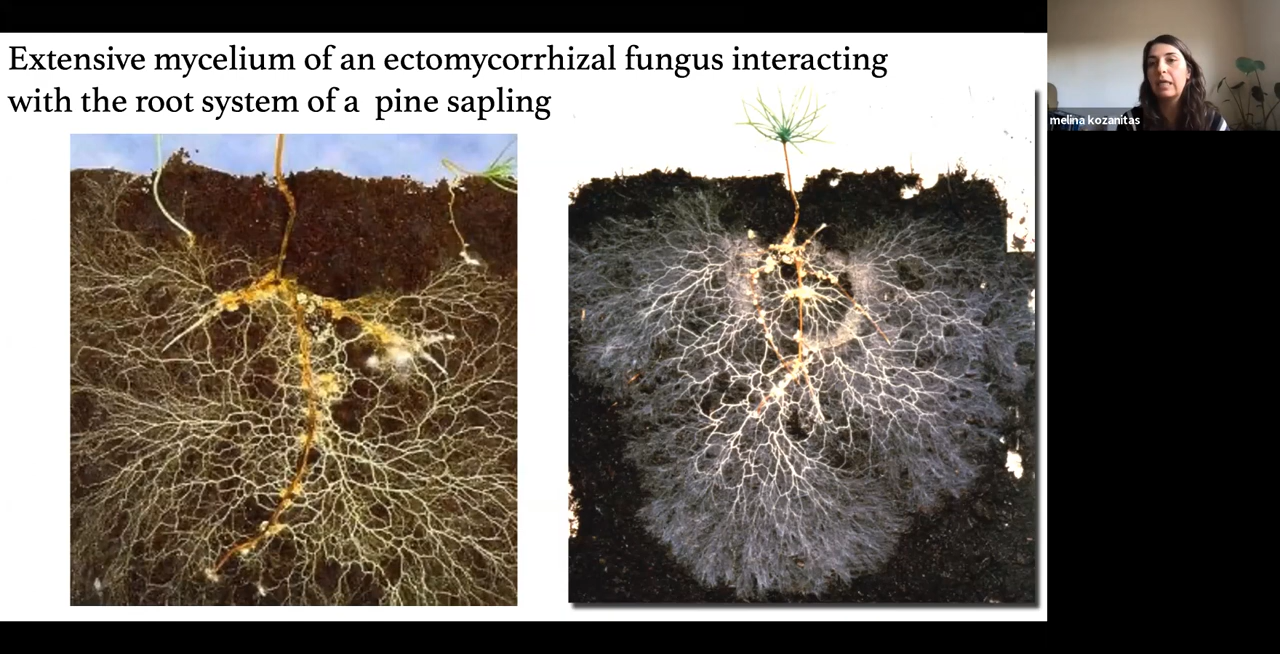 Extensive mycelium of an ectomycorrhizal fungus interacting
with the root system of a  pine sapling
melina kozanitas